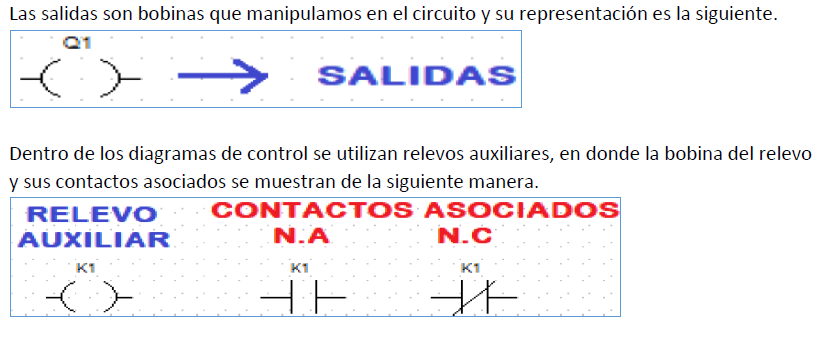 Las salidas son bobinas que manipulamos en el circuito y su representación es la siguiente.
Q1
SALIDAS
Dentro de los diagramas de control se utilizan relevos auxiliares, en donde la bobina del relevo
y sus contactos asociados se muestran de la siguiente manera.
RELEVO CONTACTOS ASOCIADOS
AUXILIAR N.A N.C
K1 K1 K1